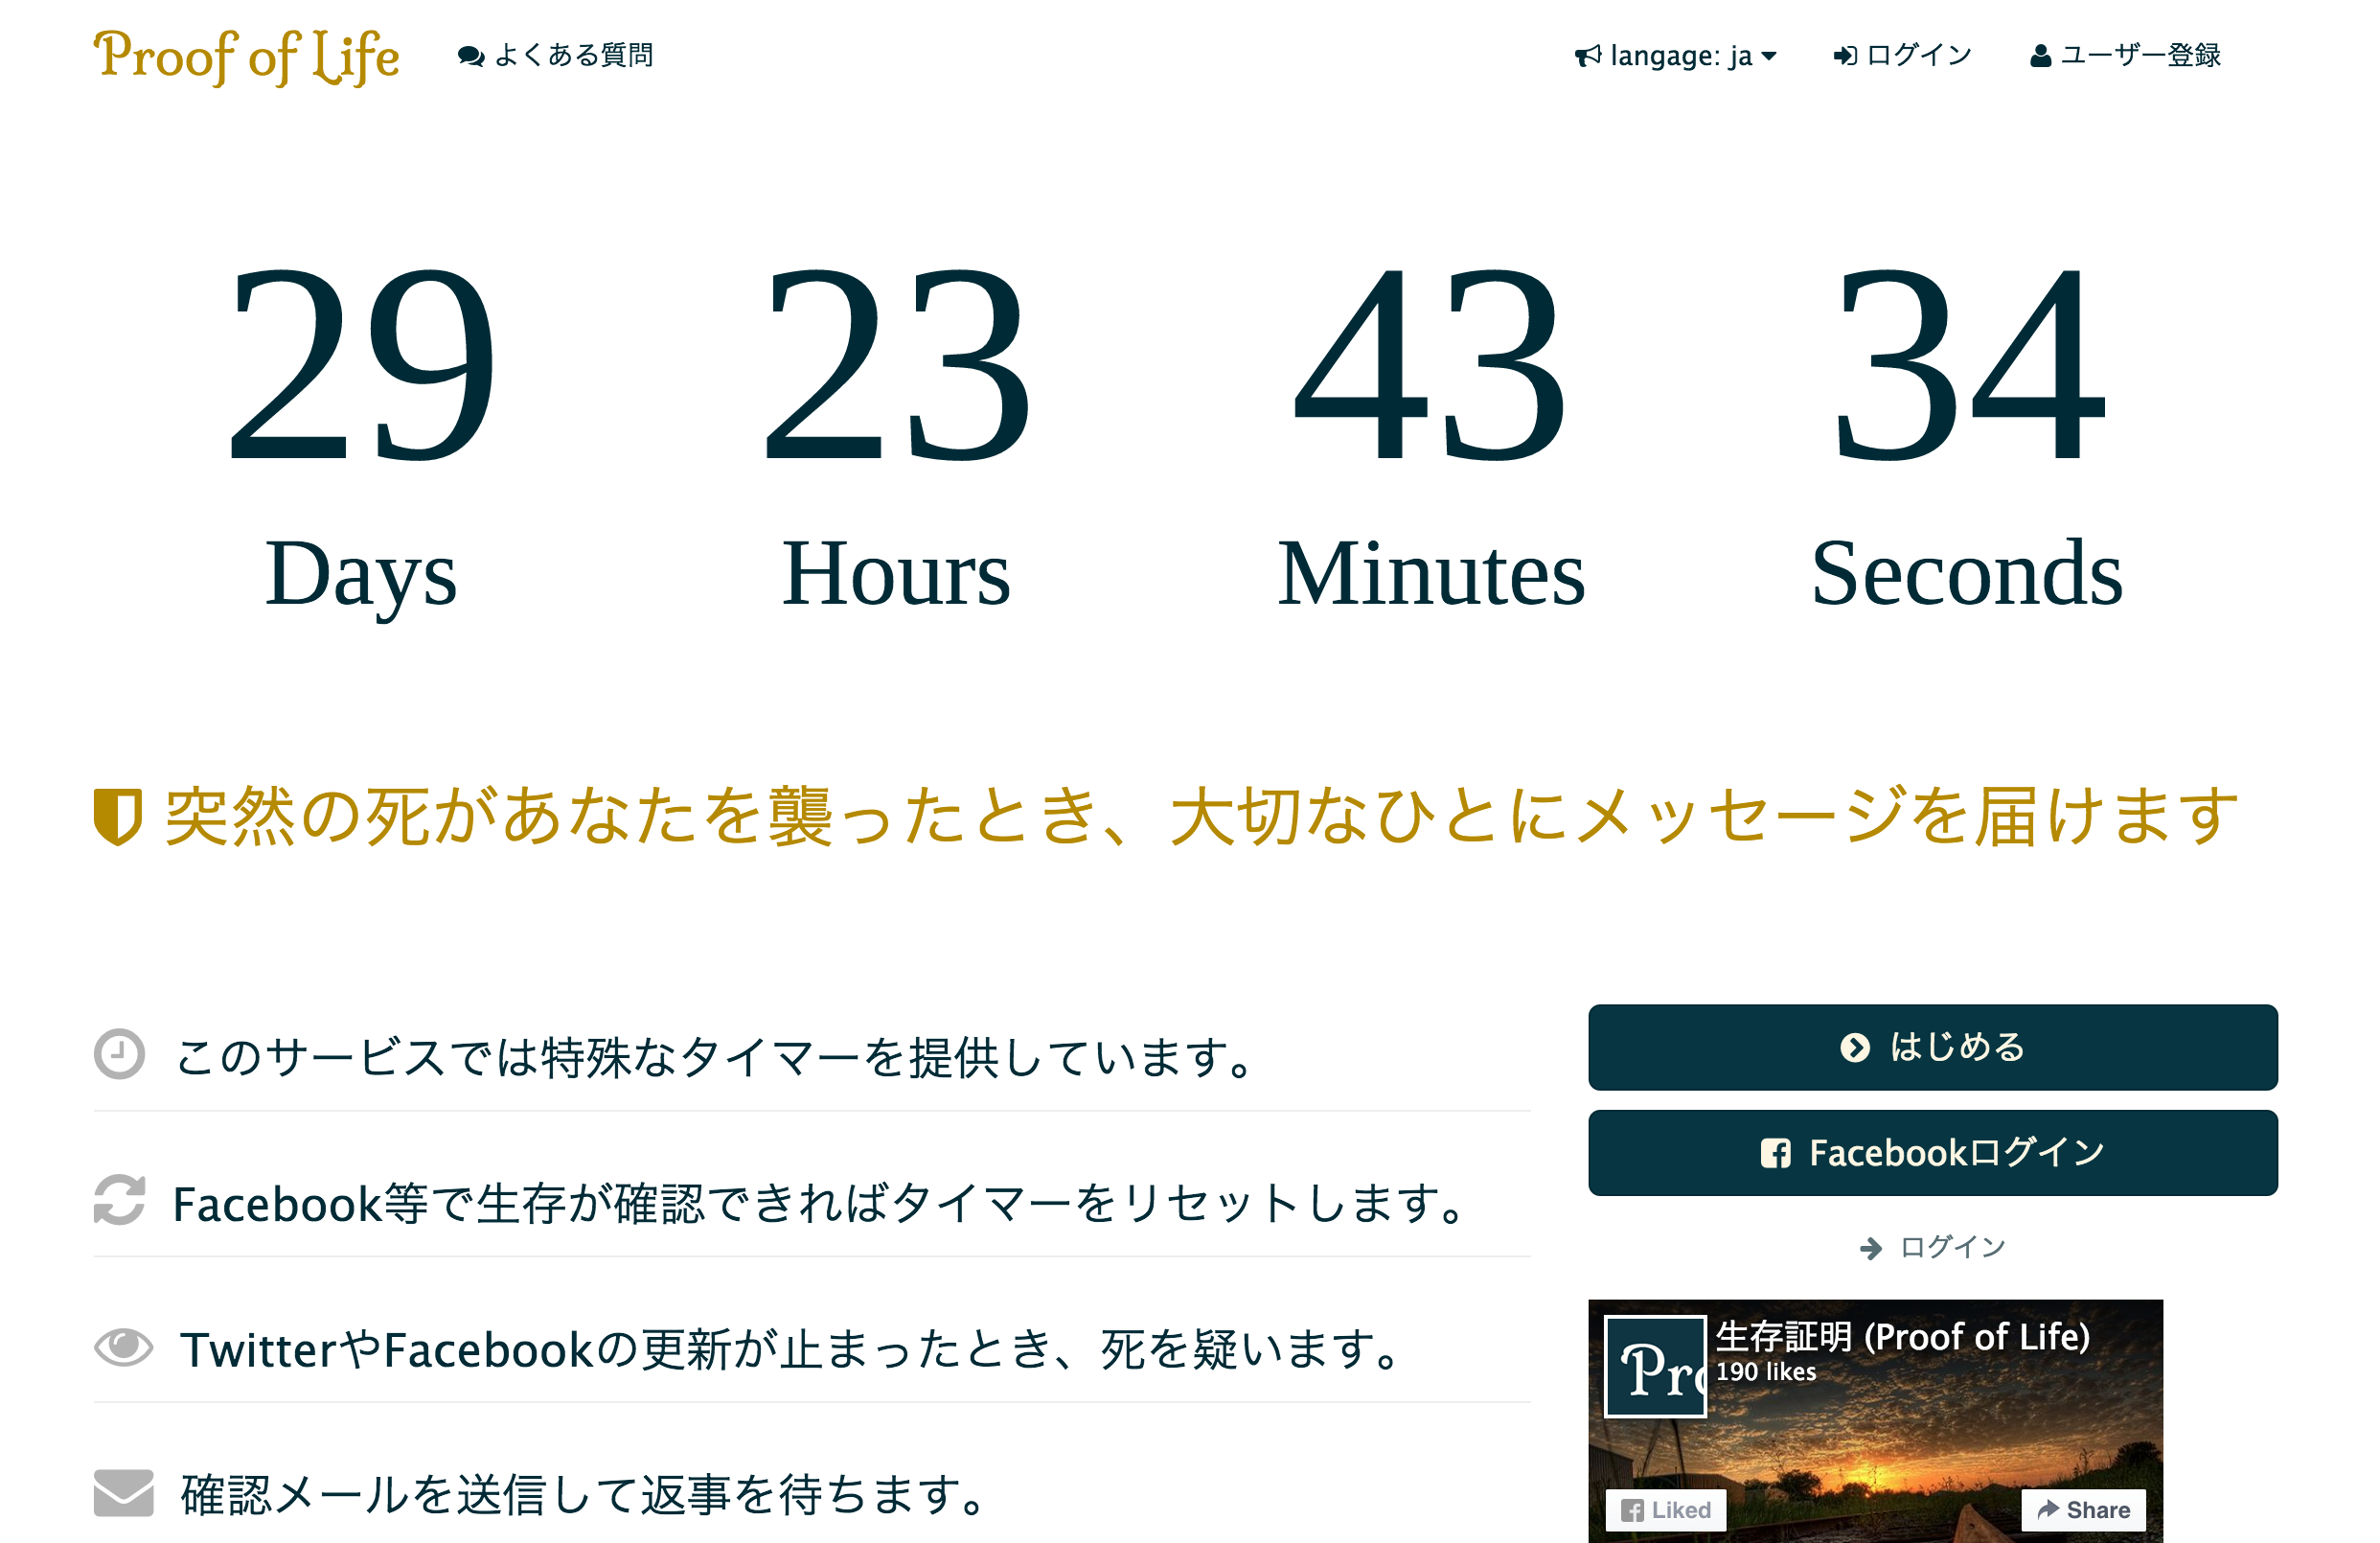 Proof of Life
よくある質問
langage: ja
ログイン
ユーザー登録
29 23 43 34
Days Hours Minutes Seconds
突然の死があなたを襲ったとき、大切なひとにメッセージを届けます
このサービスでは特殊なタイマーを提供しています。
Facebook等で生存が確認できればタイマーをリセットします。
TwitterやFacebookの更新が止まったとき、死を疑います。
確認メールを送信して返事を待ちます。
はじめる
Facebookログイン
ログイン
Pro
生存証明 (Proof of Life)
190 likes
Liked
Share